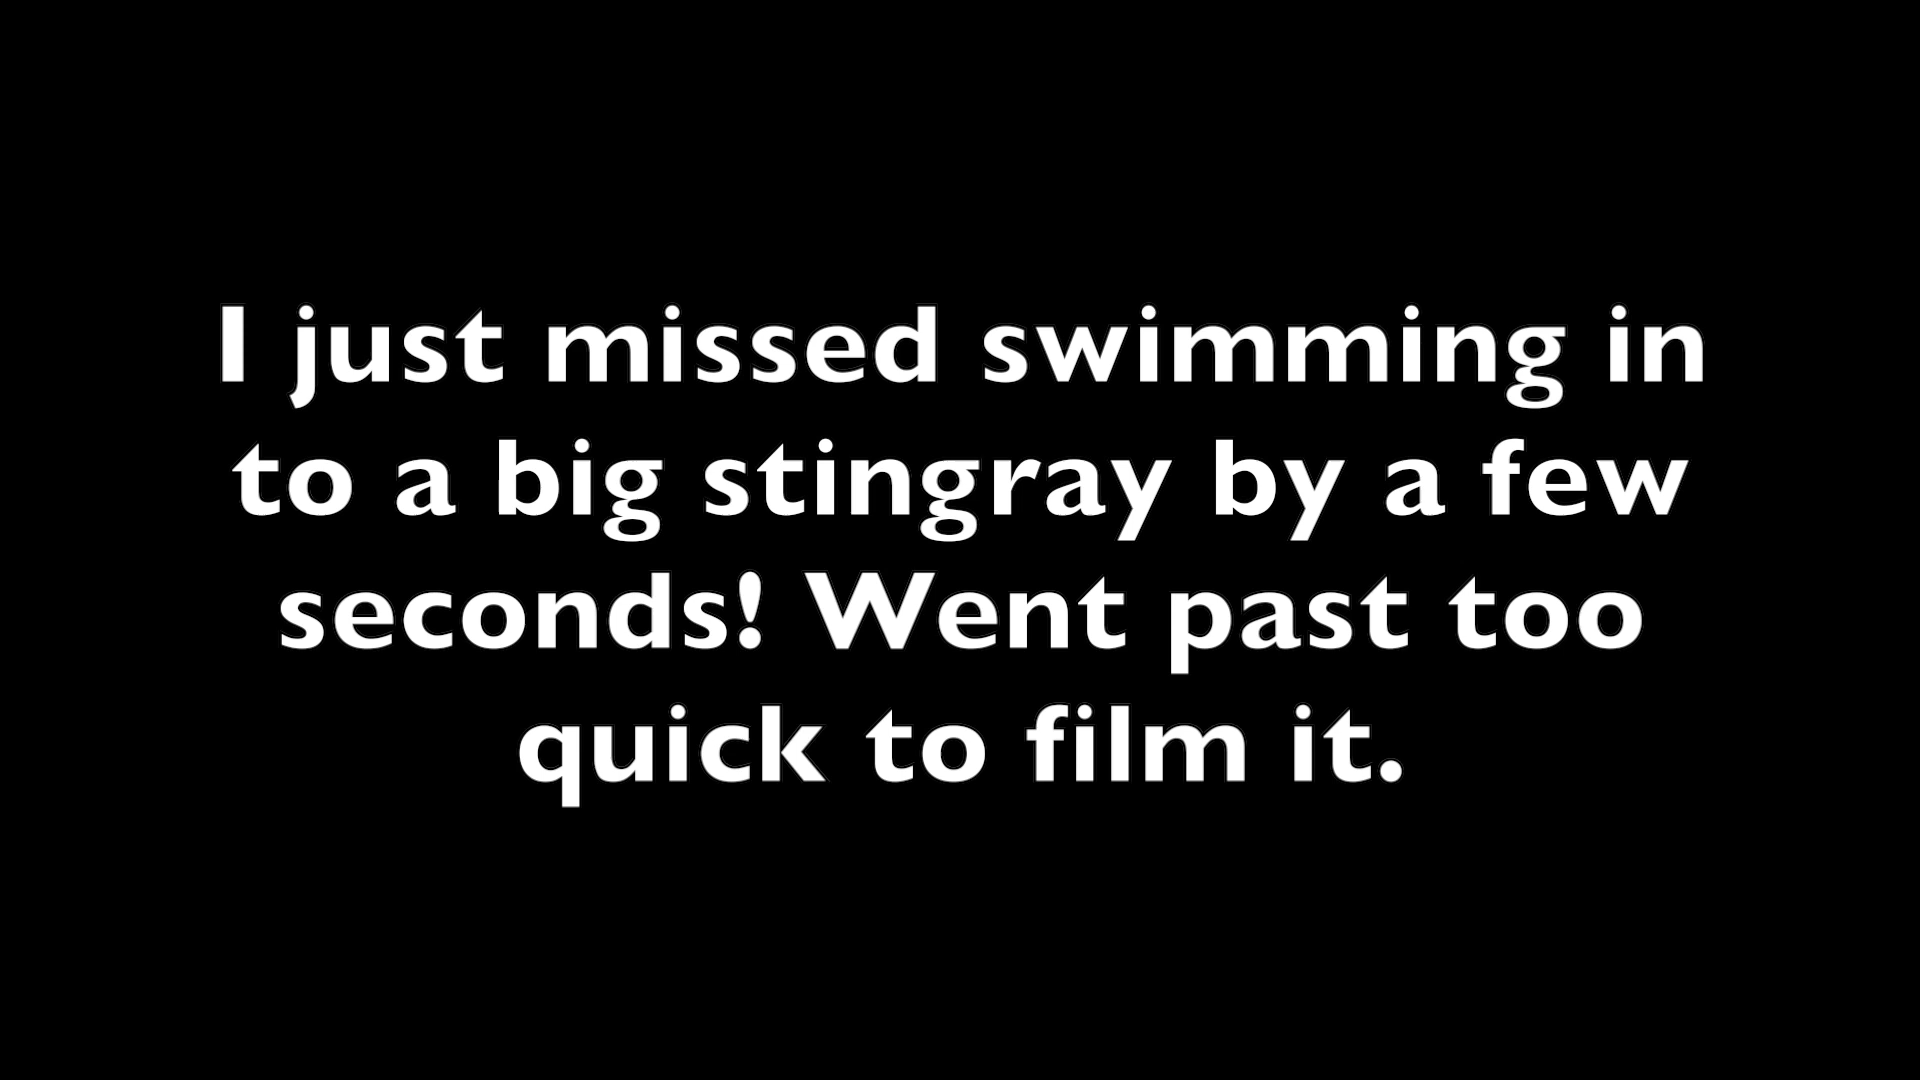 I just missed swimming in
to a big stingray by a few
seconds! Went past too
quick to film it.